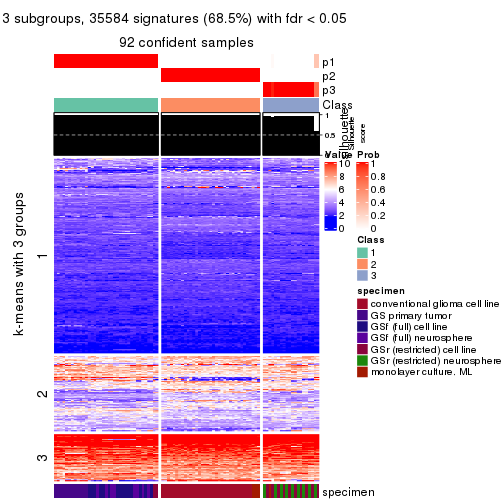 3 subgroups, 35584 signatures (68.5%) with fdr < 0.05
92 confident samples
p1
p2
p3
Class
1
0.5
0
Silhouette
score
k-means with 3 groups
1
2
3
Value
10
8
6
4
2
0
Prob
1
0.8
0.6
0.4
0.2
0
Class
1
2
3
specimen
conventional glioma cell line
GS primary tumor
GSf (full) cell line
GSf (full) neurosphere
GSr (restricted) cell line
GSr (restricted) neurosphere
monolayer culture. ML
specimen